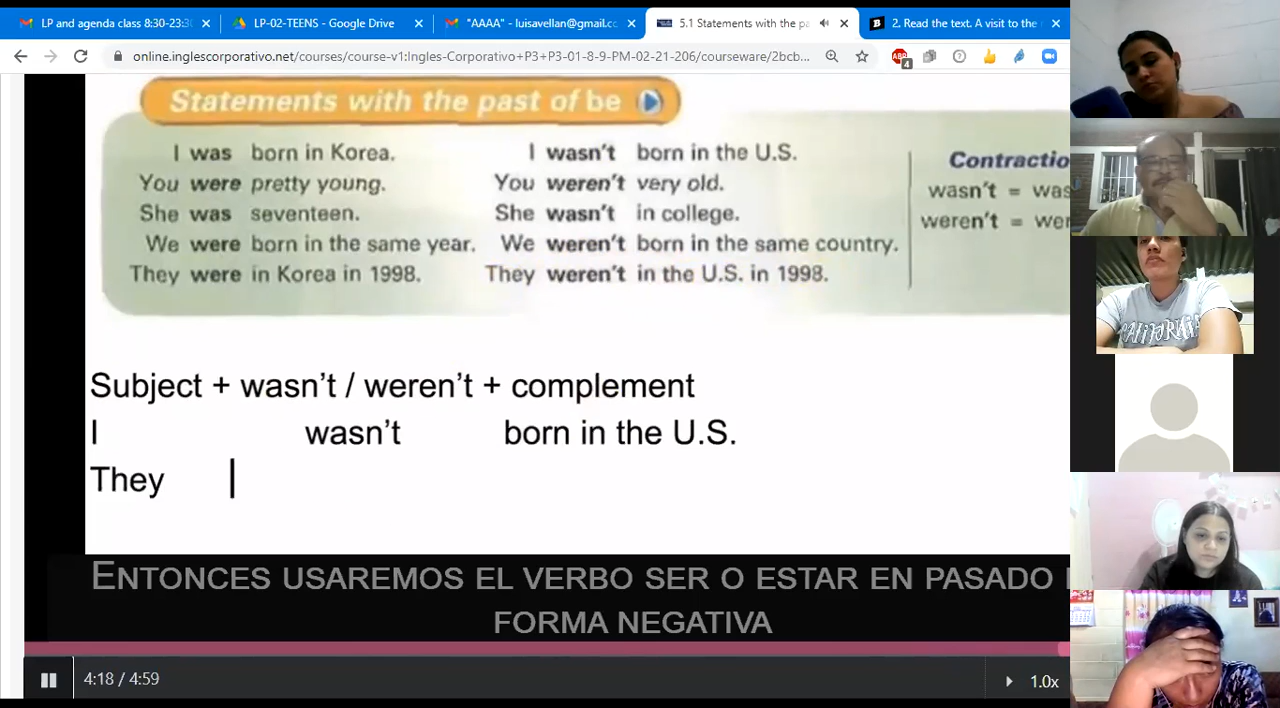 LP and agenda class 8:30-23:30
LP-02-TEENS - Google Drive
"AAAA" - luisavellan@gmail.cc
5.1 Statements with the pa
2. Read the text. A visit to the
online.inglescorporativo.net/courses/course-v1:Ingles-Corporativo+P3+P3-01-8-9-PM-02-21-206/courseware/2bcb...
4
Statements with the past of be
I was born in Korea. I wasn't born in the U.S.
Contractio
You were pretty young. You weren't very old.
wasn't = was
She was seventeen. She wasn't in college.
weren't = wer
We were born in the same year. We weren't born in the same country.
They were in Korea in 1998. They weren't in the U.S. in 1998.
Subject + wasn't / weren't + complement
I wasn't born in the U.S.
They
ENTONCES USAREMOS EL VERBO SER O ESTAR EN PASADO
FORMA NEGATIVA
4:18 / 4:59
1.0x
CALIFORNIA